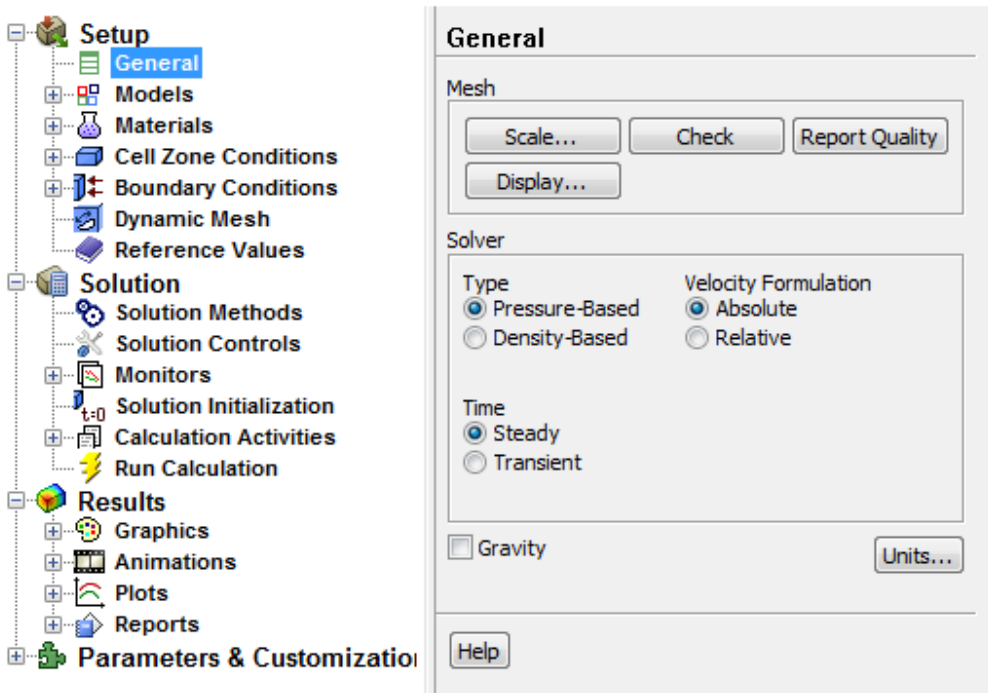 Setup
General
Models
Materials
Cell Zone Conditions
Boundary Conditions
Dynamic Mesh
Reference Values
Solution
Solution Methods
Solution Controls
Monitors
t=0 Solution Initialization
Calculation Activities
Run Calculation
Results
Graphics
Animations
Plots
Reports
Parameters & Customizatio
General
Mesh
Scale... Check Report Quality
Display...
Solver
Type Velocity Formulation
Pressure-Based Absolute
Density-Based Relative
Time
Steady
Transient
Gravity Units...
Help